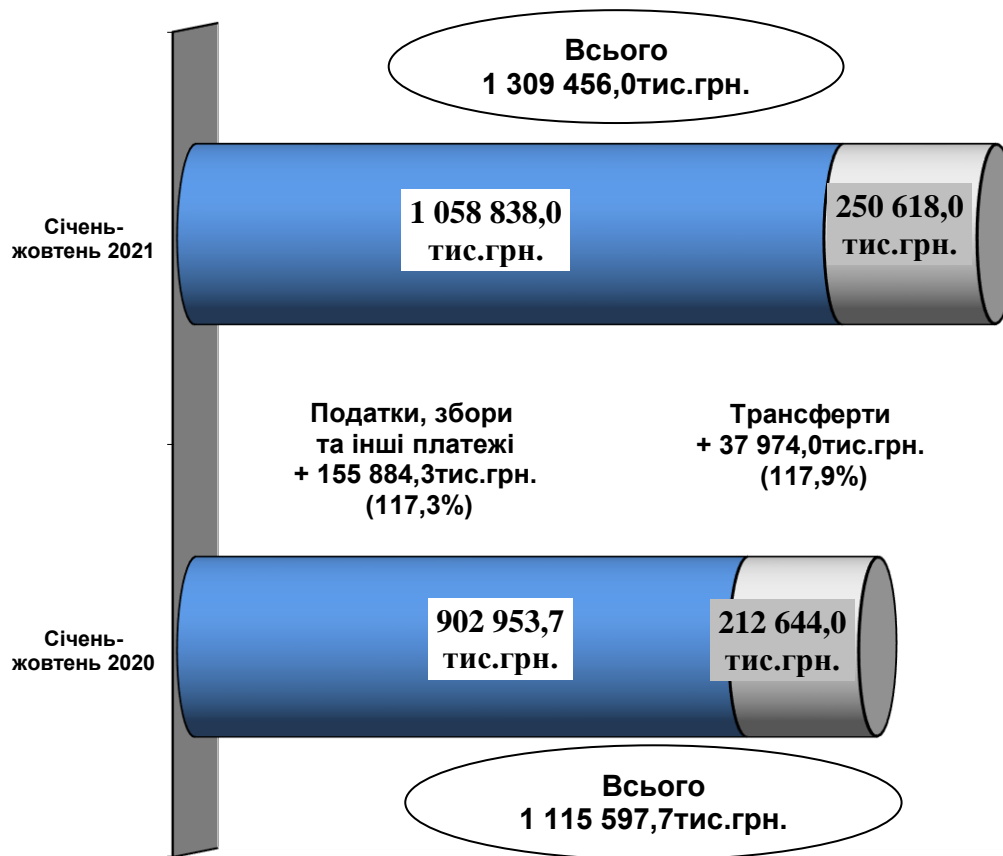 Всього
1 309 456,0тис.грн.
Січень-
жовтень 2021
1 058 838,0
тис.грн.
250 618,0
тис.грн.
Податки, збори
та інші платежі
+ 155 884,3тис.грн.
(117,3%)
Трансферти
+ 37 974,0тис.грн.
(117,9%)
Січень-
жовтень 2020
902 953,7
тис.грн.
212 644,0
тис.грн.
Всього
1 115 597,7тис.грн.